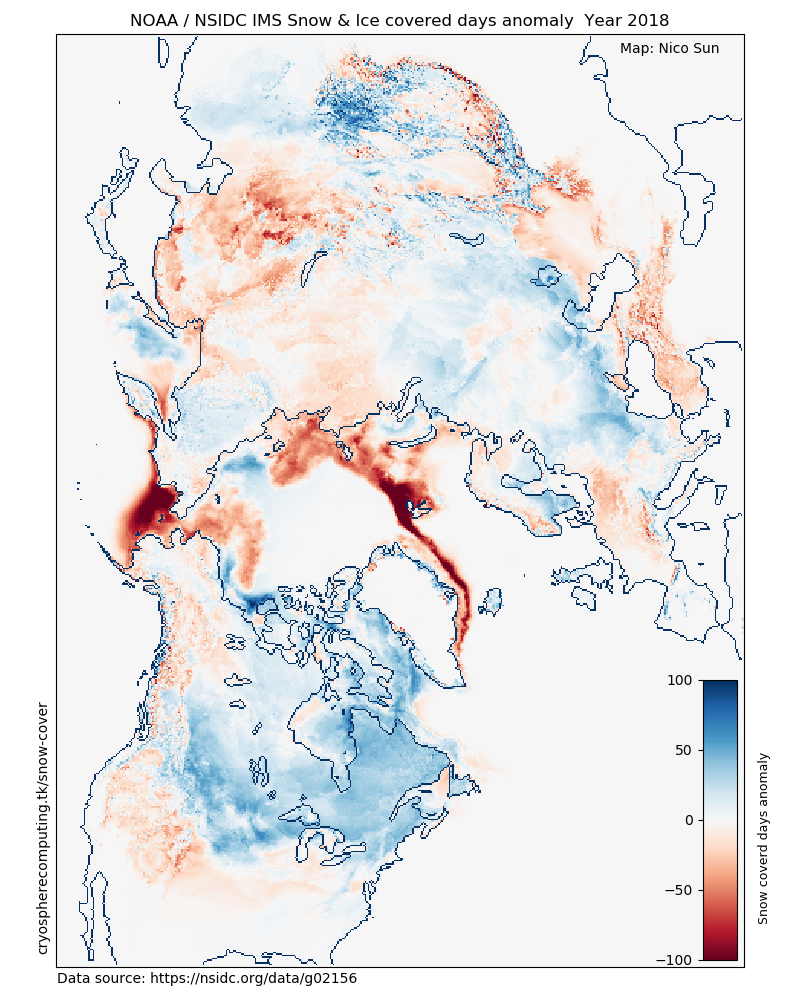 NOAA / NSIDC IMS Snow & Ice covered days anomaly  Year 2018
Map: Nico Sun
cryospherecomputing.tk/snow-cover
100
50
0
−50
−100
Snow coverd days anomaly
Data source: https://nsidc.org/data/g02156